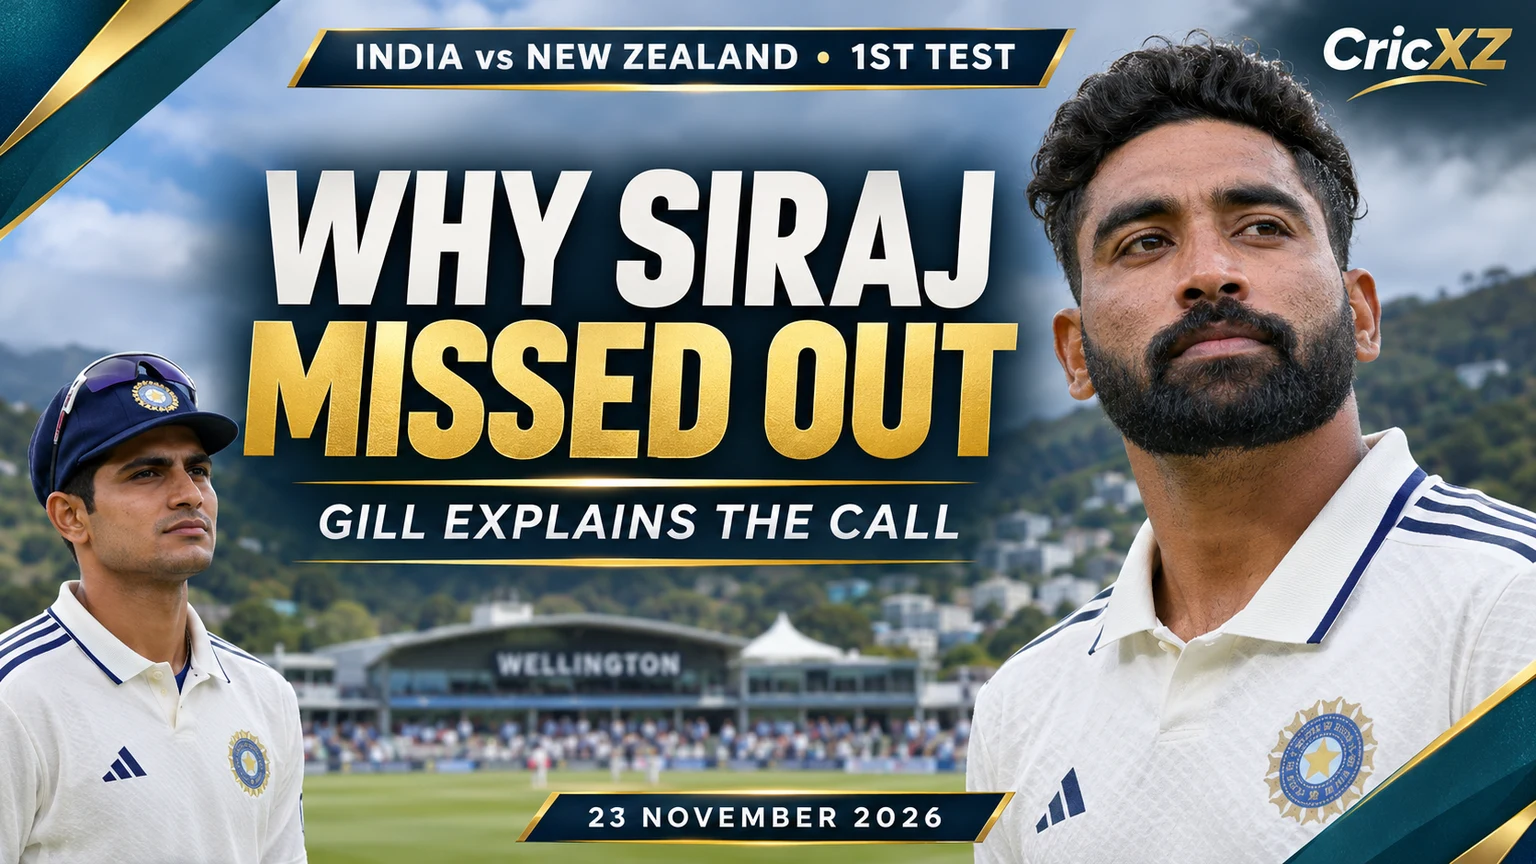 INDIA vs NEW ZEALAND • 1ST TEST
CricXZ
WHY SIRAJ
MISSED OUT
GILL EXPLAINS THE CALL
WELLINGTON
23 NOVEMBER 2026